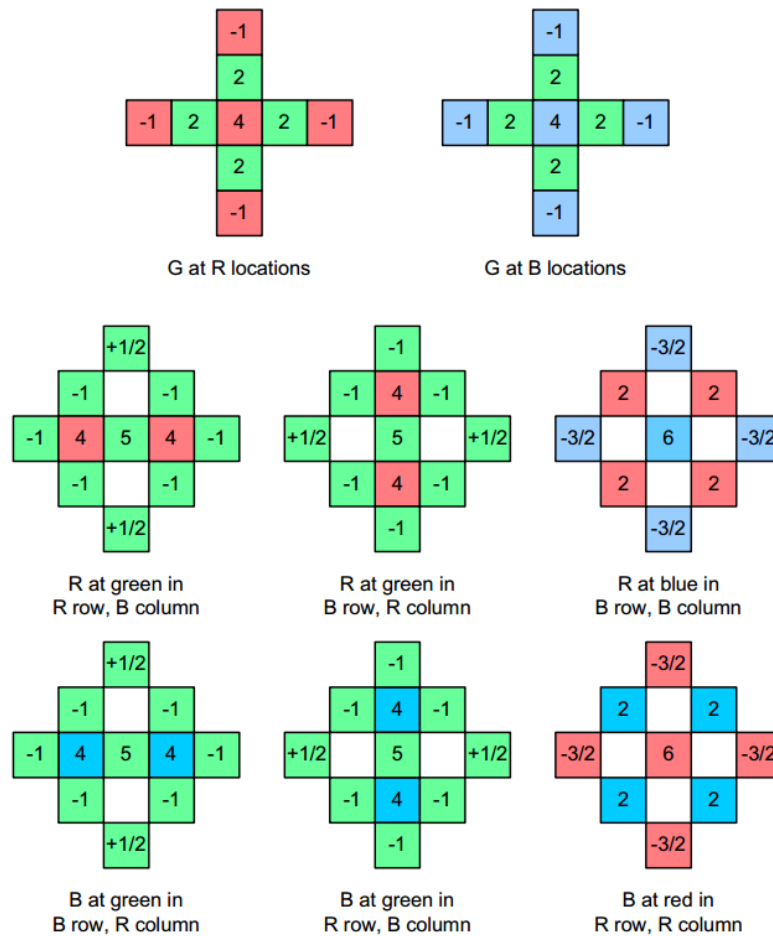 -1 -1
2 2
-1 2 4 2 -1 -1 2 4 2 -1
2 2
-1 -1
G at R locations G at B locations
+1/2 -1 -3/2
-1 -1 -1 4 -1 2 2
-1 4 5 4 -1 +1/2 5 +1/2 -3/2 6 -3/2
-1 -1 -1 4 -1 2 2
+1/2 -1 -3/2
R at green in R at green in R at blue in
R row, B column B row, R column B row, B column
+1/2 -1 -3/2
-1 -1 -1 4 -1 2 2
-1 4 5 4 -1 +1/2 5 +1/2 -3/2 6 -3/2
-1 -1 -1 4 -1 2 2
+1/2 -1 -3/2
B at green in B at green in B at red in
B row, R column R row, B column R row, R column